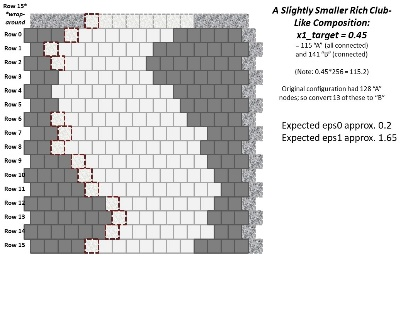 Row 15*
*wrap-
around
Row 0
Row 1
Row 2
Row 3
Row 4
Row 5
Row 6
Row 7
Row 8
Row 9
Row 10
Row 11
Row 12
Row 13
Row 14
Row 15
A Slightly Smaller Rich Club-
Like Composition:
x1_target = 0.45
= 115 "A" (all connected)
and 141 "B" (connected)
(Note: 0.45*256 = 115.2)
Original configuration had 128 "A"
nodes; so convert 13 of these to "B"
Expected eps0 approx. 0.2
Expected eps1 approx. 1.65